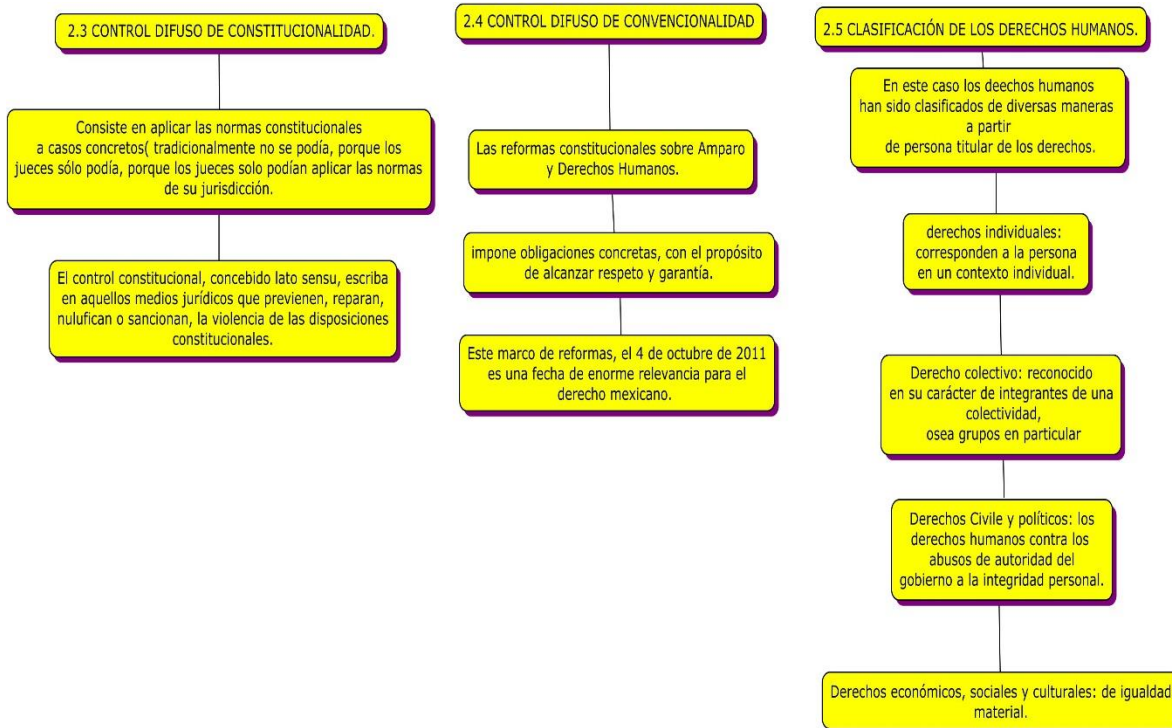 2.3 CONTROL DIFUSO DE CONSTITUCIONALIDAD.
Consiste en aplicar las normas constitucionales
a casos concretos( tradicionalmente no se podía, porque los
jueces sólo podía, porque los jueces solo podían aplicar las normas
de su jurisdicción.
El control constitucional, concebido lato sensu, escriba
en aquellos medios jurídicos que previenen, reparan,
nulufican o sancionan, la violencia de las disposiciones
constitucionales.
2.4 CONTROL DIFUSO DE CONVENCIONALIDAD
Las reformas constitucionales sobre Amparo
y Derechos Humanos.
impone obligaciones concretas, con el propósito
de alcanzar respeto y garantía.
Este marco de reformas, el 4 de octubre de 2011
es una fecha de enorme relevancia para el
derecho mexicano.
2.5 CLASIFICACIÓN DE LOS DERECHOS HUMANOS.
En este caso los deechos humanos
han sido clasificados de diversas maneras
a partir
de persona titular de los derechos.
derechos individuales:
corresponden a la persona
en un contexto individual.
Derecho colectivo: reconocido
en su carácter de integrantes de una
colectividad,
osea grupos en particular
Derechos Civile y políticos: los
derechos humanos contra los
abusos de autoridad del
gobierno a la integridad personal.
Derechos económicos, sociales y culturales: de igualdad
material.